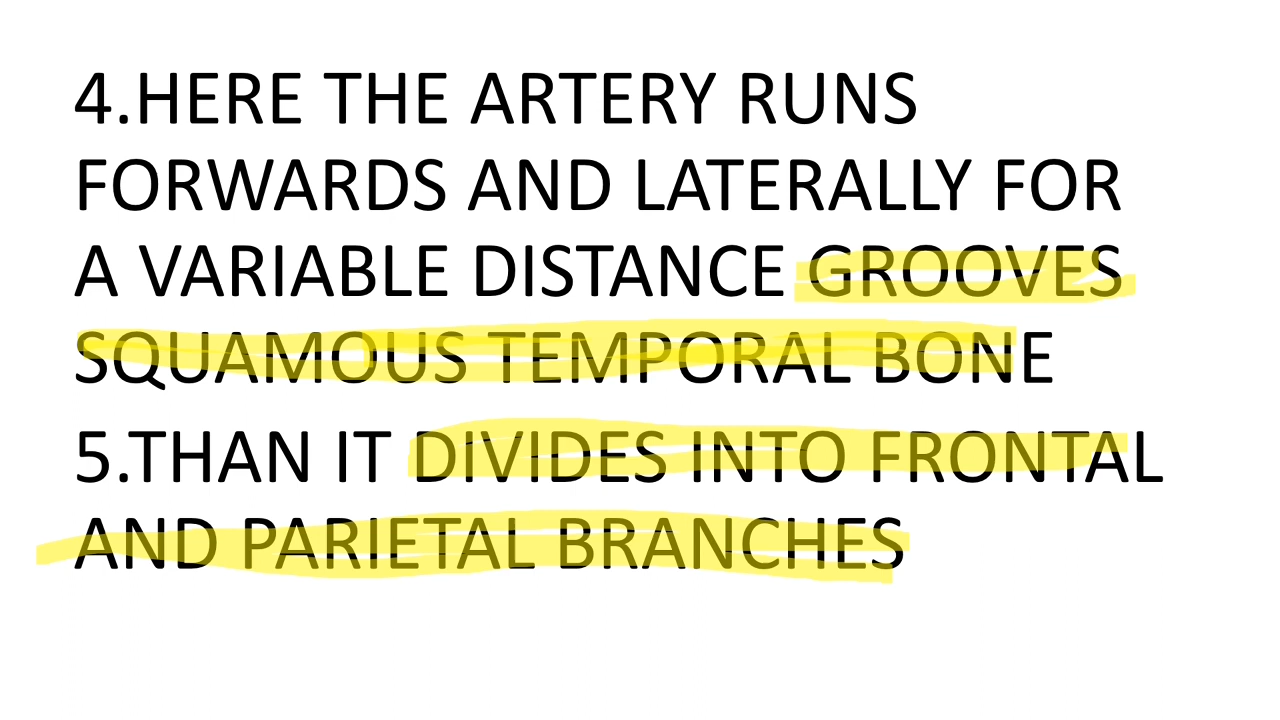 4.HERE THE ARTERY RUNS
FORWARDS AND LATERALLY FOR
A VARIABLE DISTANCE GROOVES
SQUAMOUS TEMPORAL BONE
5.THAN IT DIVIDES INTO FRONTAL
AND PARIETAL BRANCHES